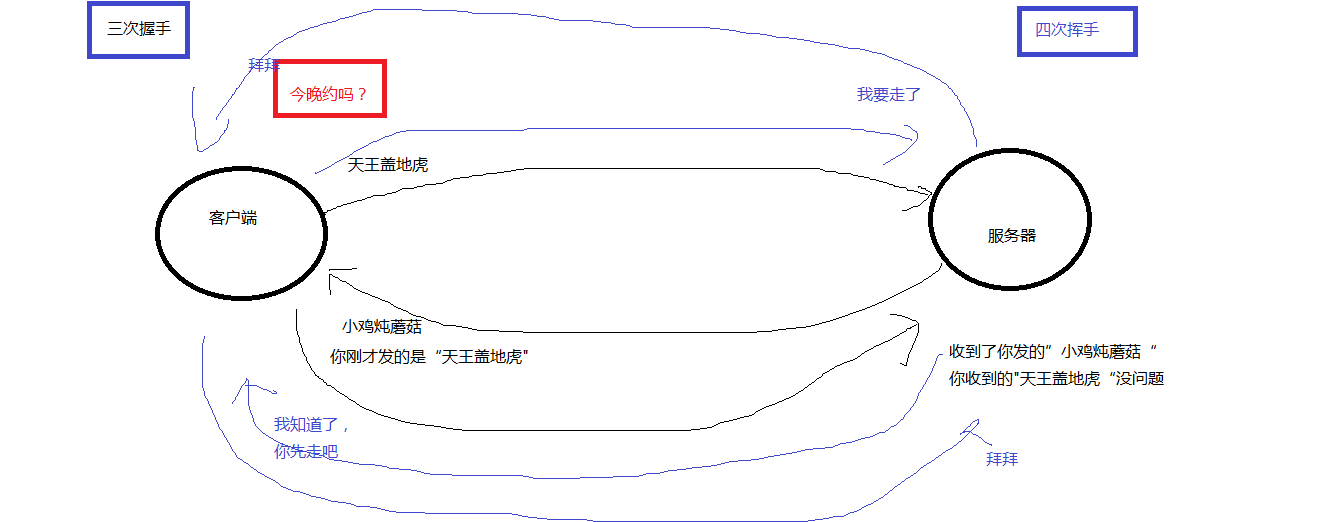 三次握手
四次挥手
拜拜
今晚约吗？
我要走了
天王盖地虎
客户端
服务器
小鸡炖蘑菇
你刚才发的是“天王盖地虎"
收到了你发的”小鸡炖蘑菇“
你收到的"天王盖地虎“没问题
我知道了，
你先走吧
拜拜